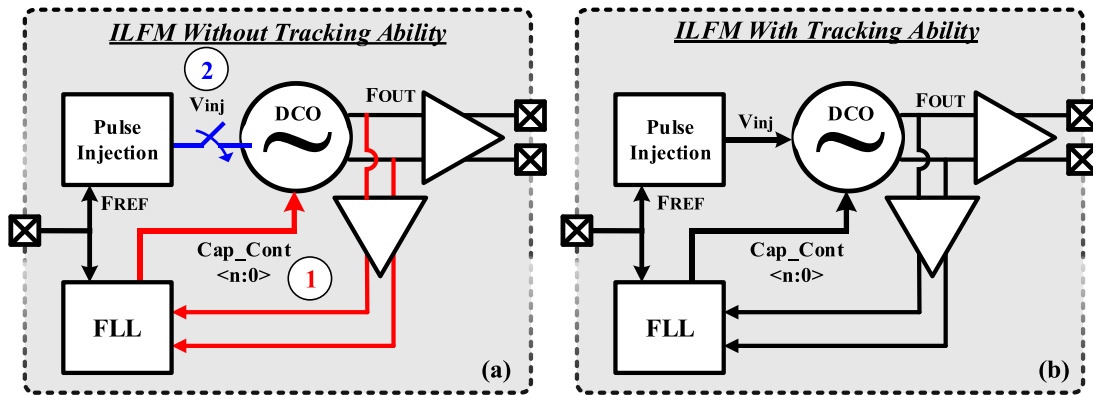 ILFM Without Tracking Ability
2
Vinj
DCO
FOUT
Pulse
Injection
FREF
Cap_Cont
<n:0>
1
FLL
(a)
ILFM With Tracking Ability
Vinj
DCO
FOUT
Pulse
Injection
FREF
Cap_Cont
<n:0>
FLL
(b)